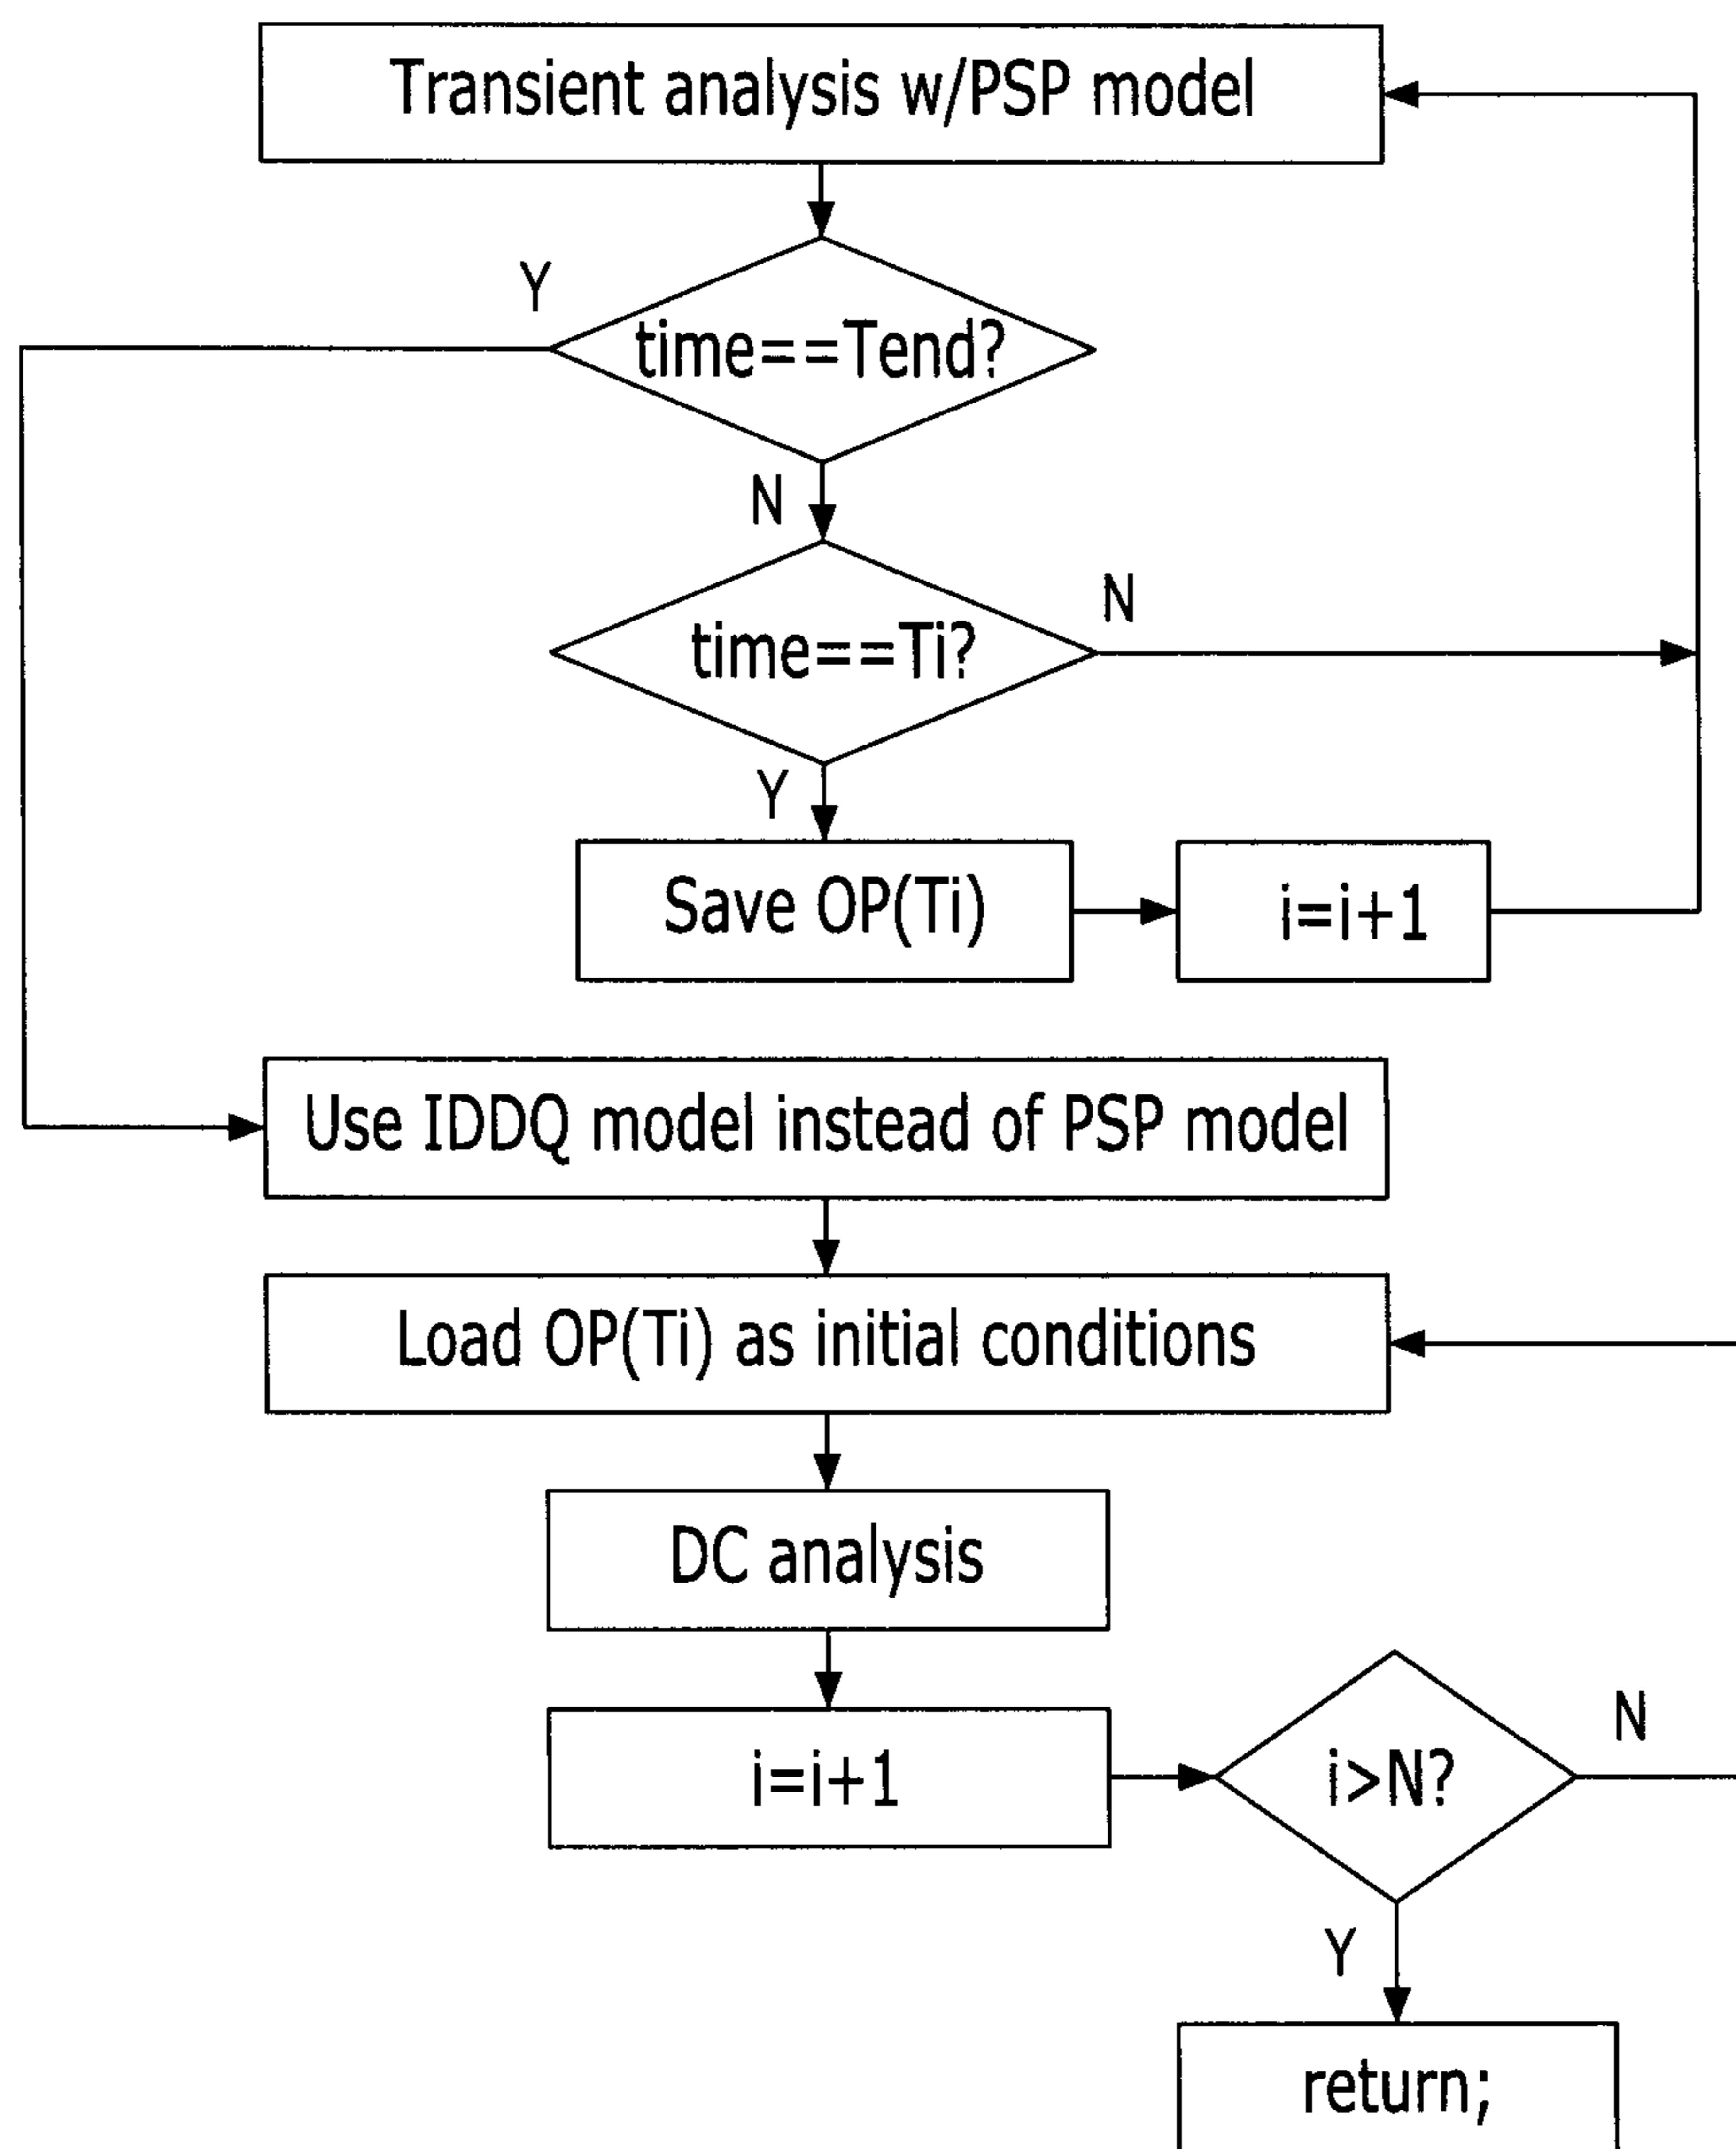 Transient analysis w/PSP model
Y
time==Tend?
N
time==Ti?
N
Y
Save OP(Ti)
i=i+1
Use IDDQ model instead of PSP model
Load OP(Ti) as initial conditions
DC analysis
i=i+1
i>N?
N
Y
return;